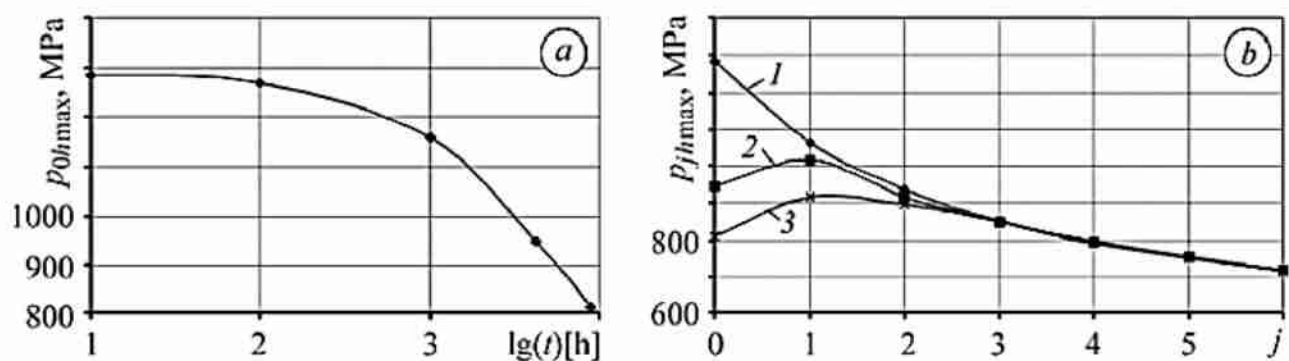 p0hmax, MPa
a
1000
900
800
1 2 3 lg(t)[h]
pjhmax, MPa
b
1
2
3
800
600
0 1 2 3 4 5 j